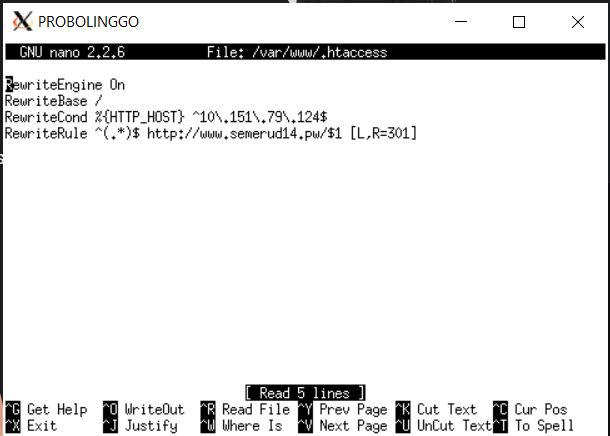 PROBOLINGGO
GNU nano 2.2.6 File: /var/www/.htaccess
RewriteEngine On
RewriteBase /
RewriteCond %{HTTP_HOST} ^10\.151\.79\.124$
RewriteRule ^(.*)$ http://www.semerud14.pw/$1 [L,R=301]
[ Read 5 lines ]
^G Get Help ^O WriteOut ^R Read File ^Y Prev Page ^K Cut Text ^C Cur Pos
^X Exit ^J Justify ^W Where Is ^V Next Page ^U UnCut Text ^T To Spell